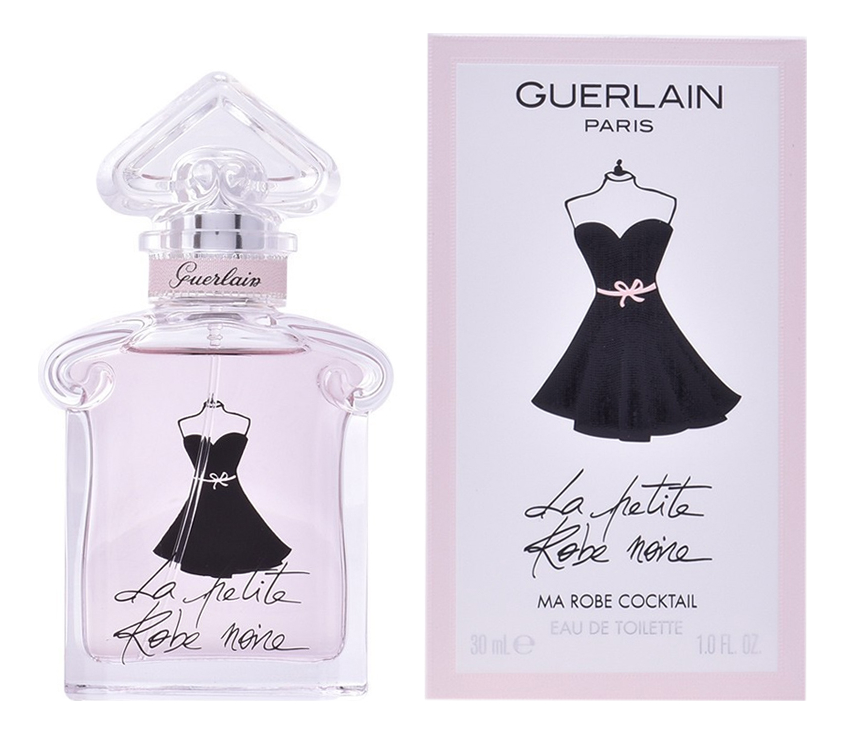 Guerlain
La petite
Robe noire
GUERLAIN
PARIS
La petite
Robe noire
MA ROBE COCKTAIL
EAU DE TOILETTE
30 mL ℮ 1.0 FL. OZ.